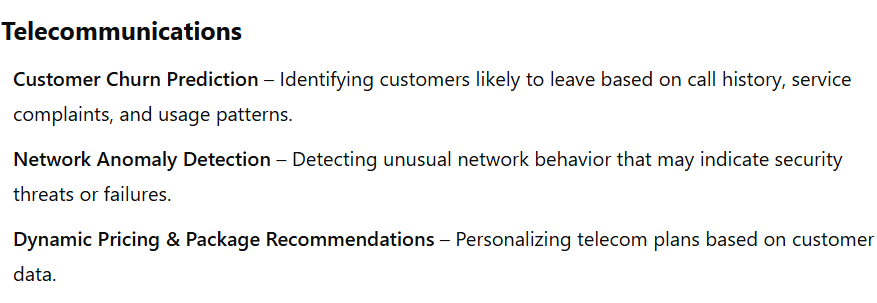 Telecommunications
Customer Churn Prediction – Identifying customers likely to leave based on call history, service
complaints, and usage patterns.
Network Anomaly Detection – Detecting unusual network behavior that may indicate security
threats or failures.
Dynamic Pricing & Package Recommendations – Personalizing telecom plans based on customer
data.